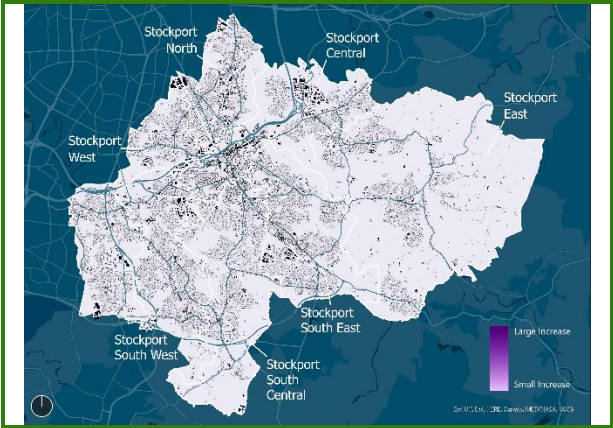 Stockport
North
Stockport
Central
Stockport
East
Stockport
West
Stockport
South East
Stockport
South West
Stockport
South
Central
Large Increase
Small Increase